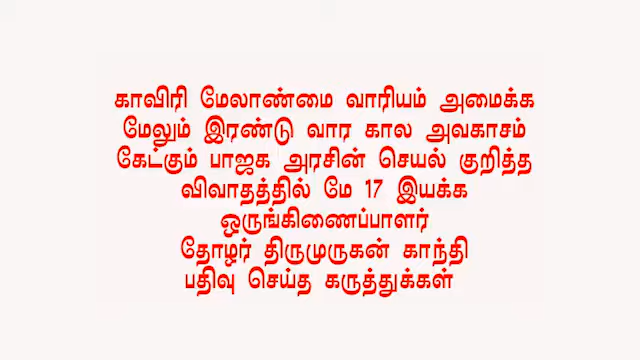 காவிரி மேலாண்மை வாரியம் அமைக்க
மேலும் இரண்டு வார கால அவகாசம்
கேட்கும் பாஜக அரசின் செயல் குறித்த
விவாதத்தில் மே 17 இயக்க
ஒருங்கிணைப்பாளர்
தோழர் திருமுருகன் காந்தி
பதிவு செய்த கருத்துக்கள்